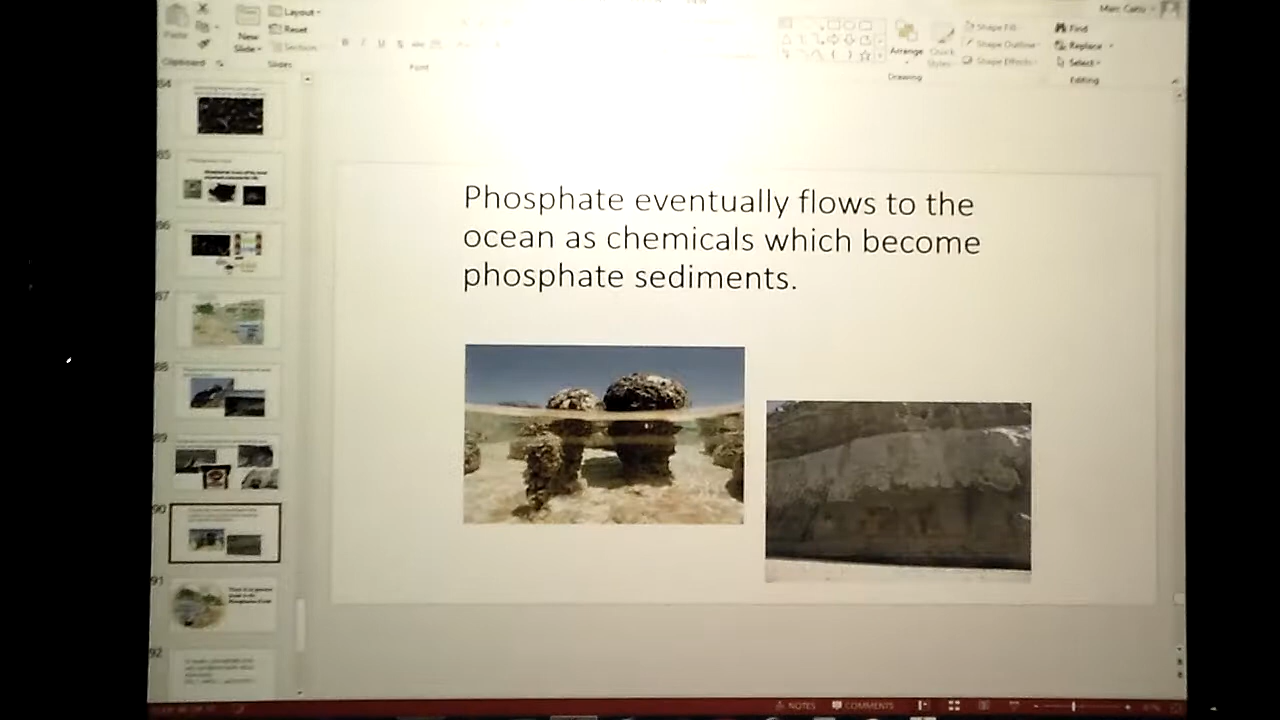 Layout
Marc
Paste
New
Slide
Reset
Section
Clipboard
Slides
B I U S abc
Font
Arrange
Quick
Styles
Drawing
Shape Fill
Shape Outline
Shape Effects
Find
Replace
Select
Editing
84
85
86
87
88
89
90
91
92
Phosphate eventually flows to the
ocean as chemicals which become
phosphate sediments.
NOTES
COMMENTS